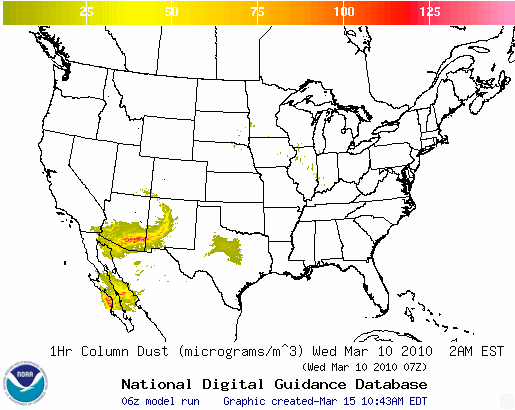 25 50 75 100 125
1Hr Column Dust (micrograms/m^3) Wed Mar 10 2010 2AM EST
(Wed Mar 10 2010 07Z)
NOAA
National Digital Guidance Database
06z model run Graphic created-Mar 15 10:43AM EDT